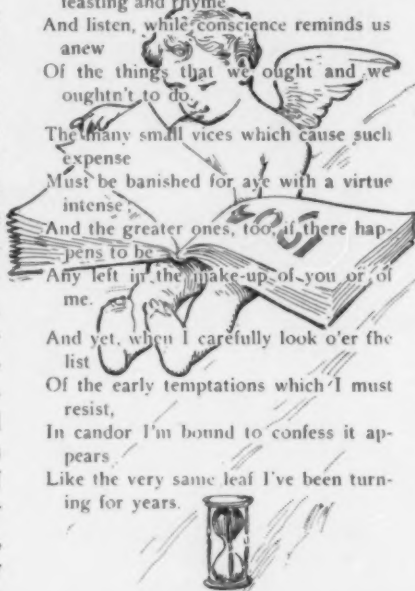 feasting and rhyme
And listen, while conscience reminds us
anew
Of the things that we ought and we
oughtn't to do.
The many small vices which cause such
expense
Must be banished for aye with a virtue
intense;
And the greater ones, too, if there hap-
pens to be
Any left in the make-up of you or of
me.
And yet, when I carefully look o'er fhe
list
Of the early temptations which I must
resist,
In candor I'm bound to confess it ap-
pears
Like the very same leaf I've been turn-
ing for years.